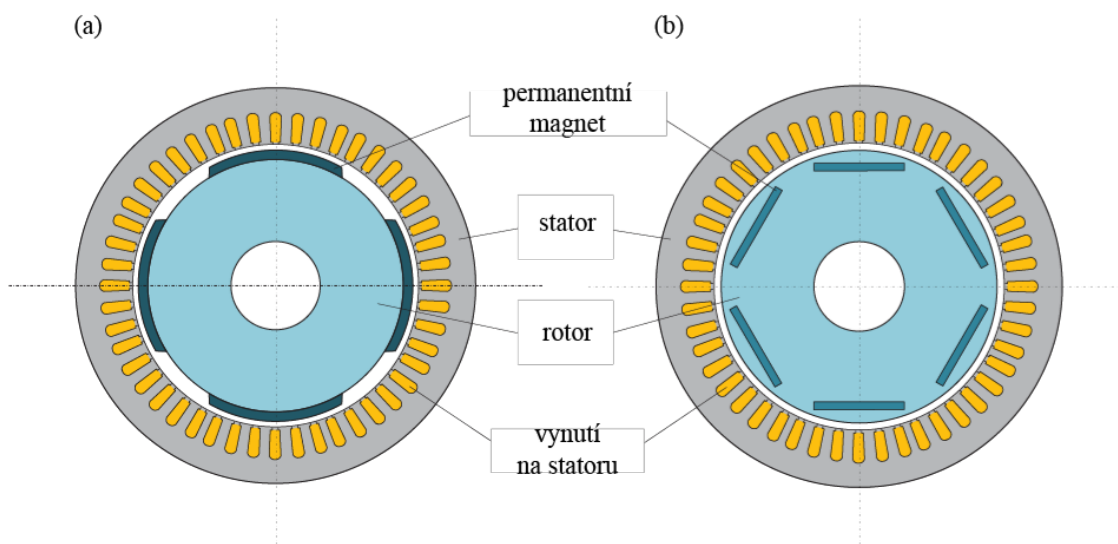 (a)
(b)
permanentní
magnet
stator
rotor
vynutí
na statoru